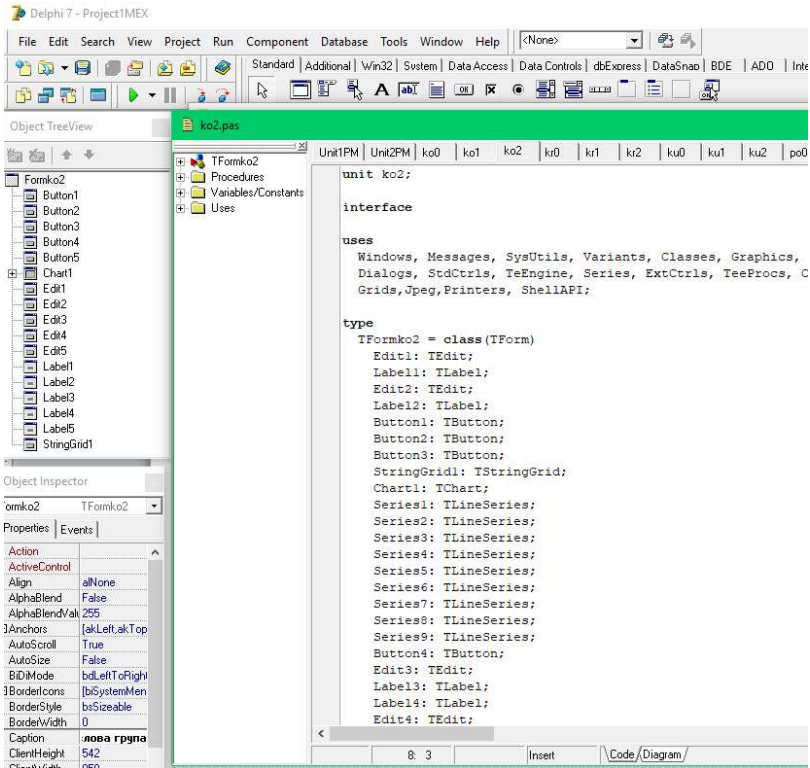 Delphi 7 - Project1MEX
File Edit Search View Project Run Component Database Tools Window Help <None>
Standard Additional Win32 System Data Access Data Controls dbExpress DataSnap BDE ADO Inte
Object TreeView
Formko2
Button1
Button2
Button3
Button4
Button5
Chart1
Edit1
Edit2
Edit3
Edit4
Edit5
Label1
Label2
Label3
Label4
Label5
StringGrid1
Object Inspector
ormko2 TFormko2
Properties Events
Action
ActiveControl
Align alNone
AlphaBlend False
AlphaBlendValu 255
Anchors [akLeft,akTop
AutoScroll True
AutoSize False
BiDiMode bdLeftToRight
BorderIcons [biSystemMen
BorderStyle bsSizeable
BorderWidth 0
Caption лова група
ClientHeight 542
ko2.pas
TFormko2
Procedures
Variables/Constants
Uses
Unit1PM Unit2PM ko0 ko1 ko2 kr0 kr1 kr2 ku0 ku1 ku2 po0
unit ko2;
interface
uses
Windows, Messages, SysUtils, Variants, Classes, Graphics,
Dialogs, StdCtrls, TeEngine, Series, ExtCtrls, TeeProcs, C
Grids,Jpeg,Printers, ShellAPI;
type
TFormko2 = class(TForm)
Edit1: TEdit;
Label1: TLabel;
Edit2: TEdit;
Label2: TLabel;
Button1: TButton;
Button2: TButton;
Button3: TButton;
StringGrid1: TStringGrid;
Chart1: TChart;
Series1: TLineSeries;
Series2: TLineSeries;
Series3: TLineSeries;
Series4: TLineSeries;
Series5: TLineSeries;
Series6: TLineSeries;
Series7: TLineSeries;
Series8: TLineSeries;
Series9: TLineSeries;
Button4: TButton;
Edit3: TEdit;
Label3: TLabel;
Label4: TLabel;
Edit4: TEdit;
8: 3 Insert Code Diagram